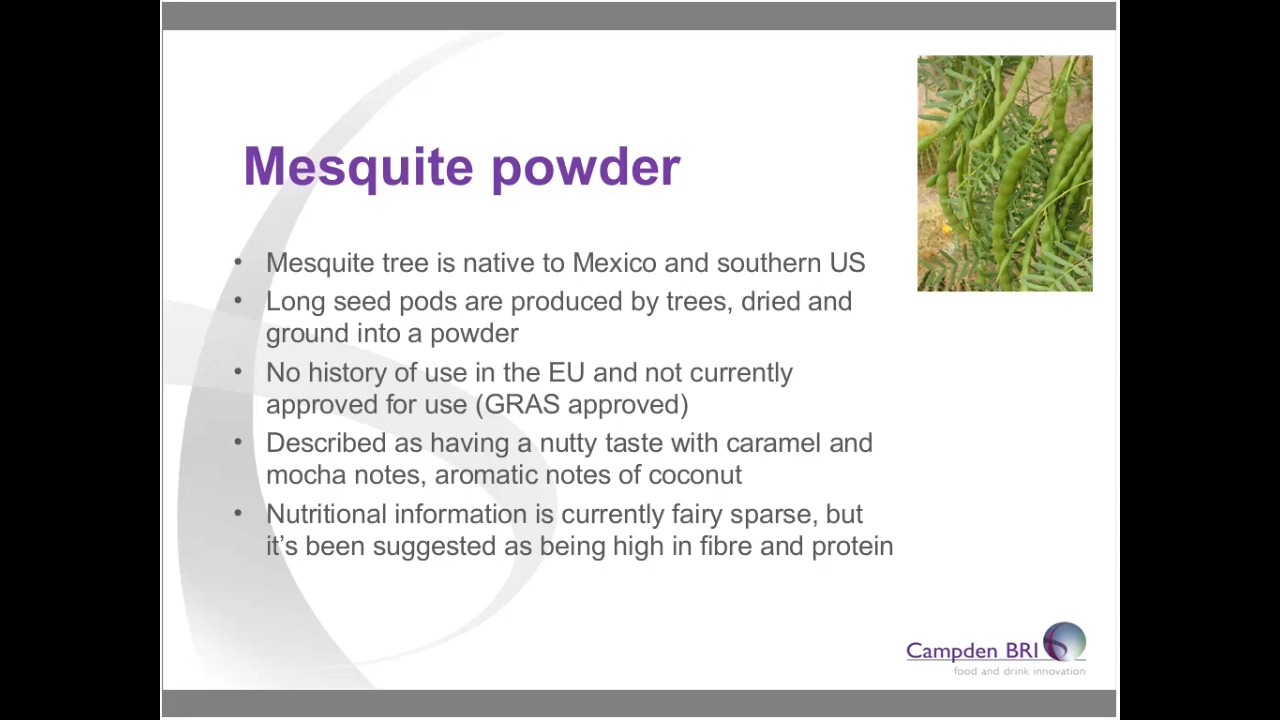 Mesquite powder
• Mesquite tree is native to Mexico and southern US
• Long seed pods are produced by trees, dried and
ground into a powder
• No history of use in the EU and not currently
approved for use (GRAS approved)
• Described as having a nutty taste with caramel and
mocha notes, aromatic notes of coconut
• Nutritional information is currently fairy sparse, but
it's been suggested as being high in fibre and protein
Campden BRI
food and drink innovation